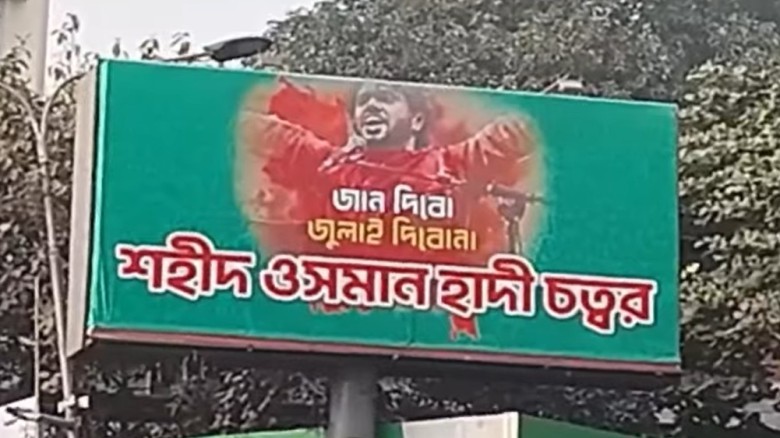 জান দিবো
জুলাই দিবোনা
শহীদ ওসমান হাদী চত্বর